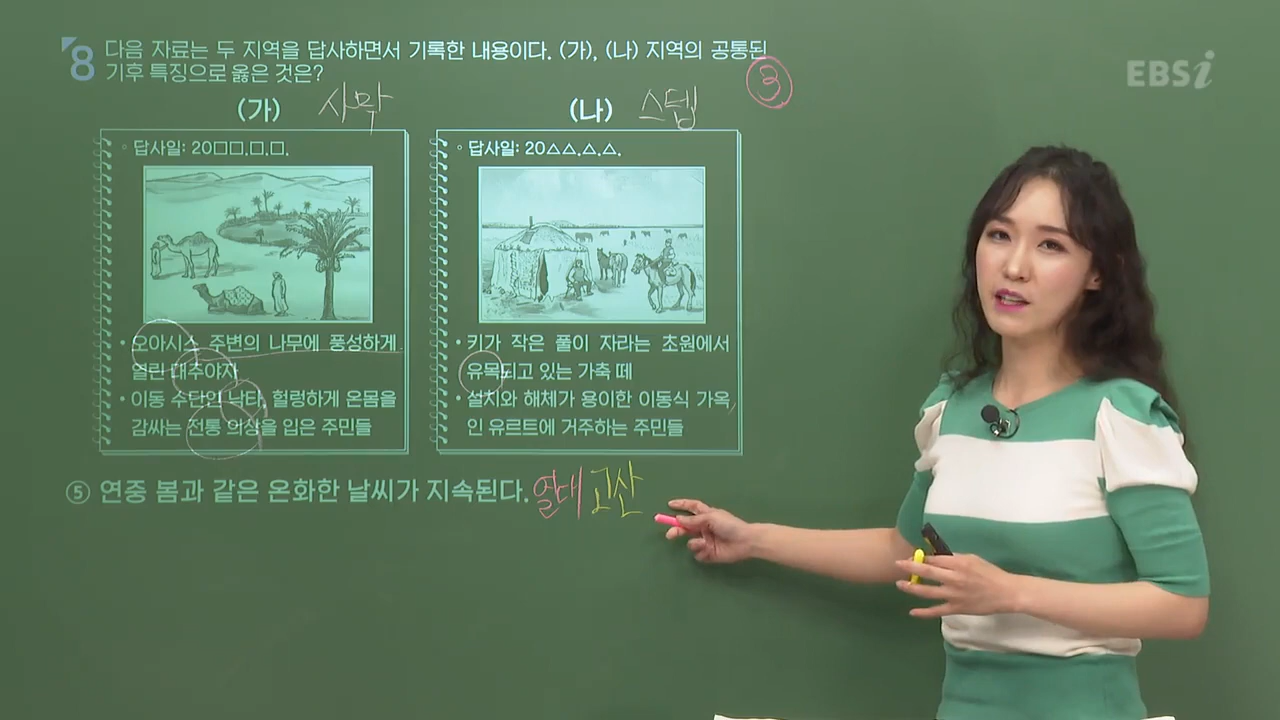 8 다음 자료는 두 지역을 답사하면서 기록한 내용이다. (가), (나) 지역의 공통된
기후 특징으로 옳은 것은?
③
EBSi
(가) 사막
답사일: 20□□.□.□.
• 오아시스 주변의 나무에 풍성하게
열린 대추야자
• 이동 수단인 낙타, 헐렁하게 온몸을
감싸는 전통 의상을 입은 주민들
(나) 스텝
답사일: 20△△.△.△.
• 키가 작은 풀이 자라는 초원에서
유목되고 있는 가축 떼
• 설치와 해체가 용이한 이동식 가옥
인 유르트에 거주하는 주민들
⑤ 연중 봄과 같은 온화한 날씨가 지속된다. 열대 고산